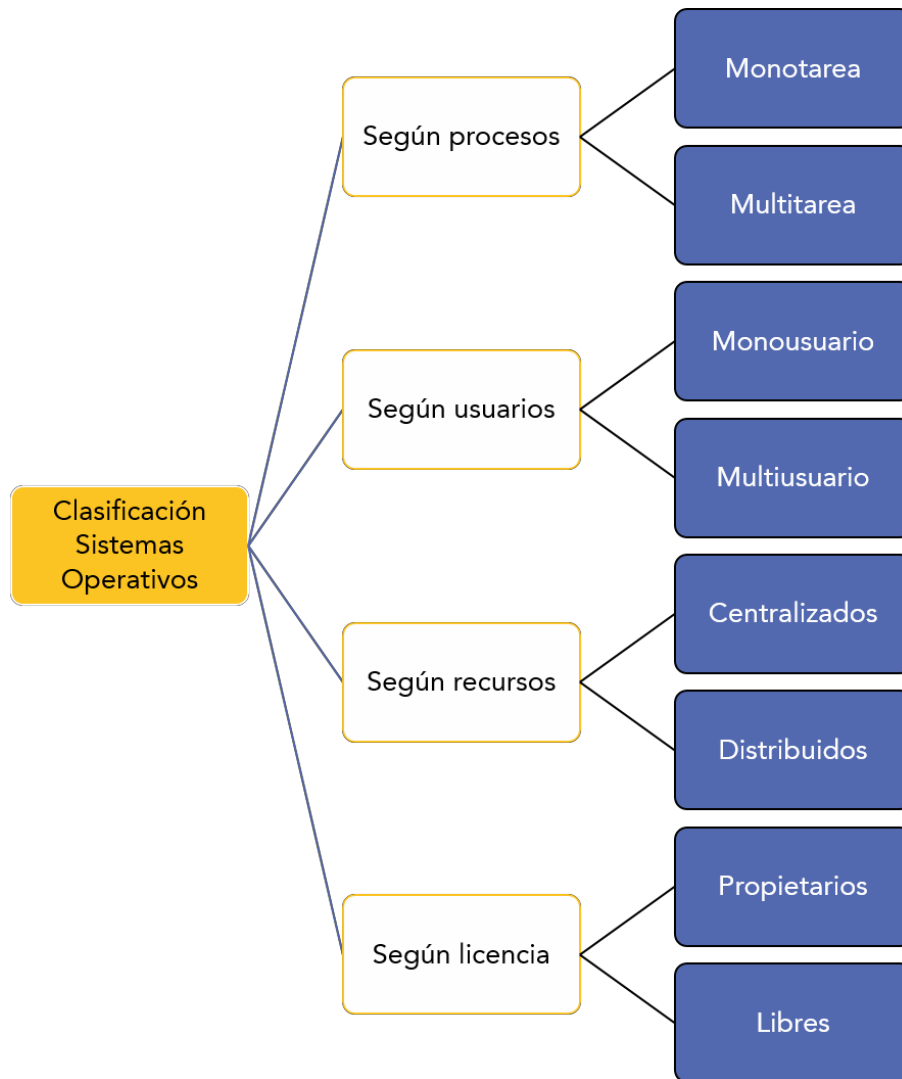 Clasificación
Sistemas
Operativos
Según procesos
Monotarea
Multitarea
Según usuarios
Monousuario
Multiusuario
Según recursos
Centralizados
Distribuidos
Según licencia
Propietarios
Libres